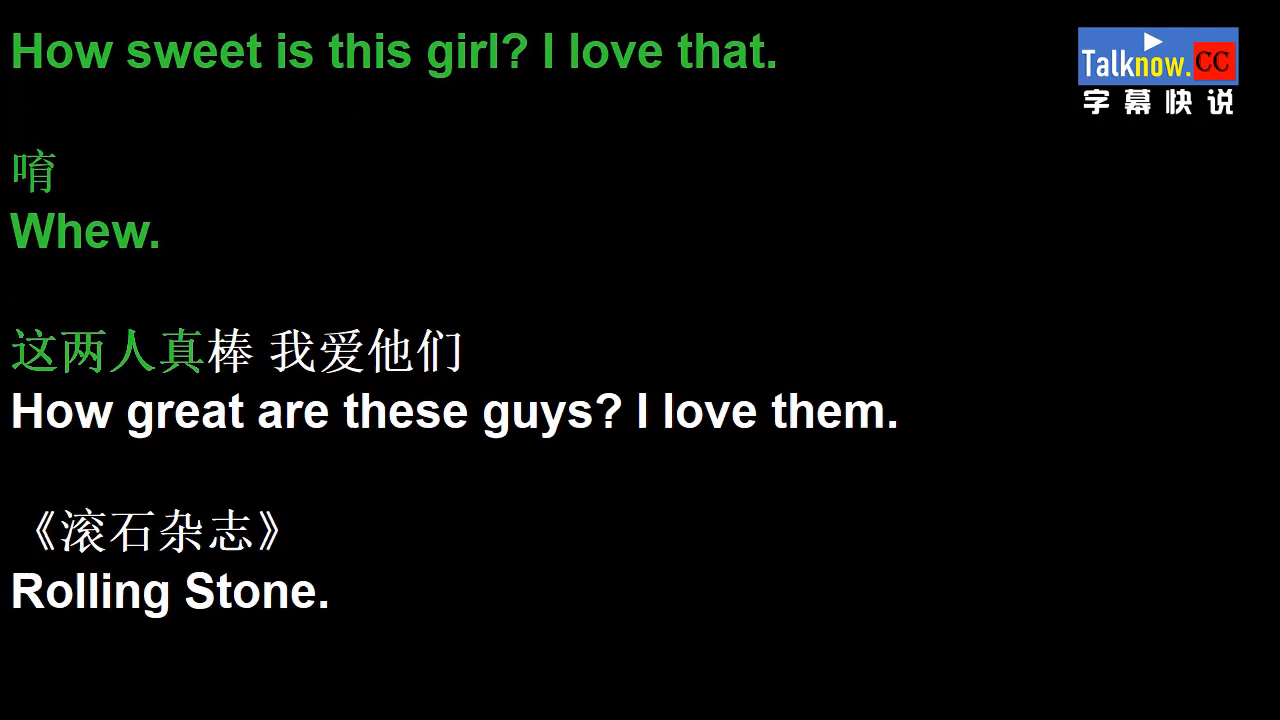 How sweet is this girl? I love that.
Talknow.CC
字幕快说
唷
Whew.
这两人真棒 我爱他们
How great are these guys? I love them.
《滚石杂志》
Rolling Stone.